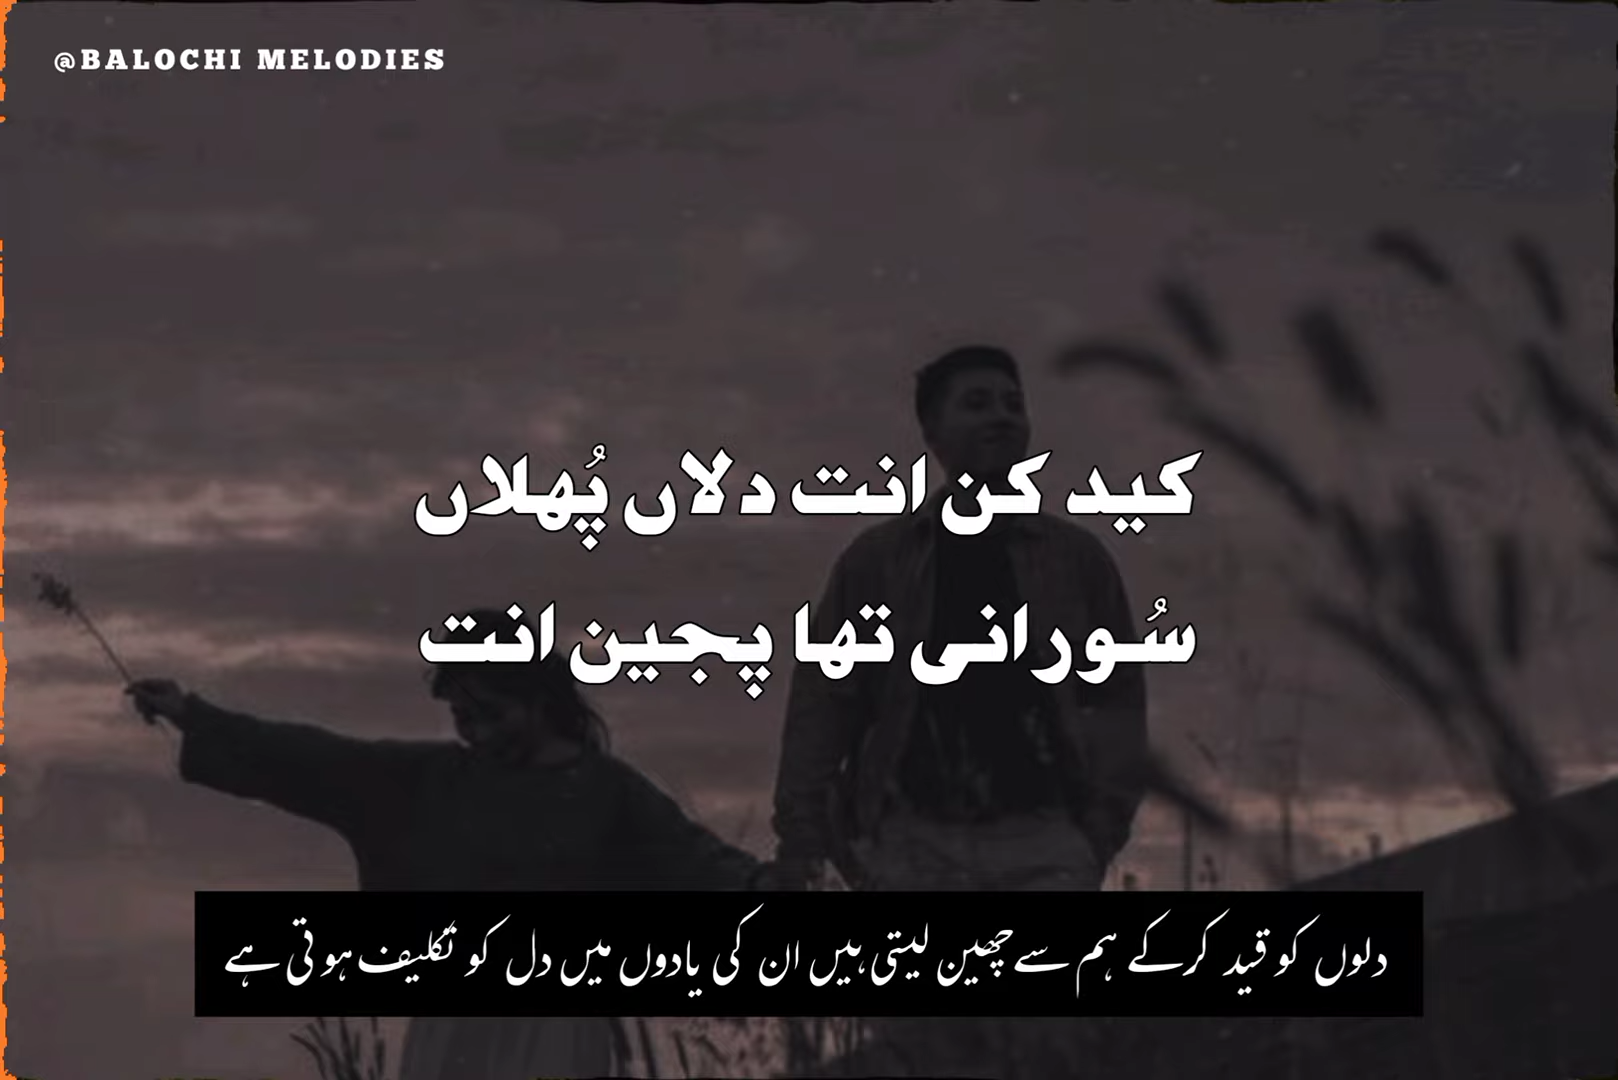 @BALOCHI MELODIES
کید کن انت دلاں پُھلاں
سُورانی تھا پجین انت
دلوں کو قید کر کے ہم سے چھین لیتی ہیں ان کی یادوں میں دل کو تکلیف ہوتی ہے